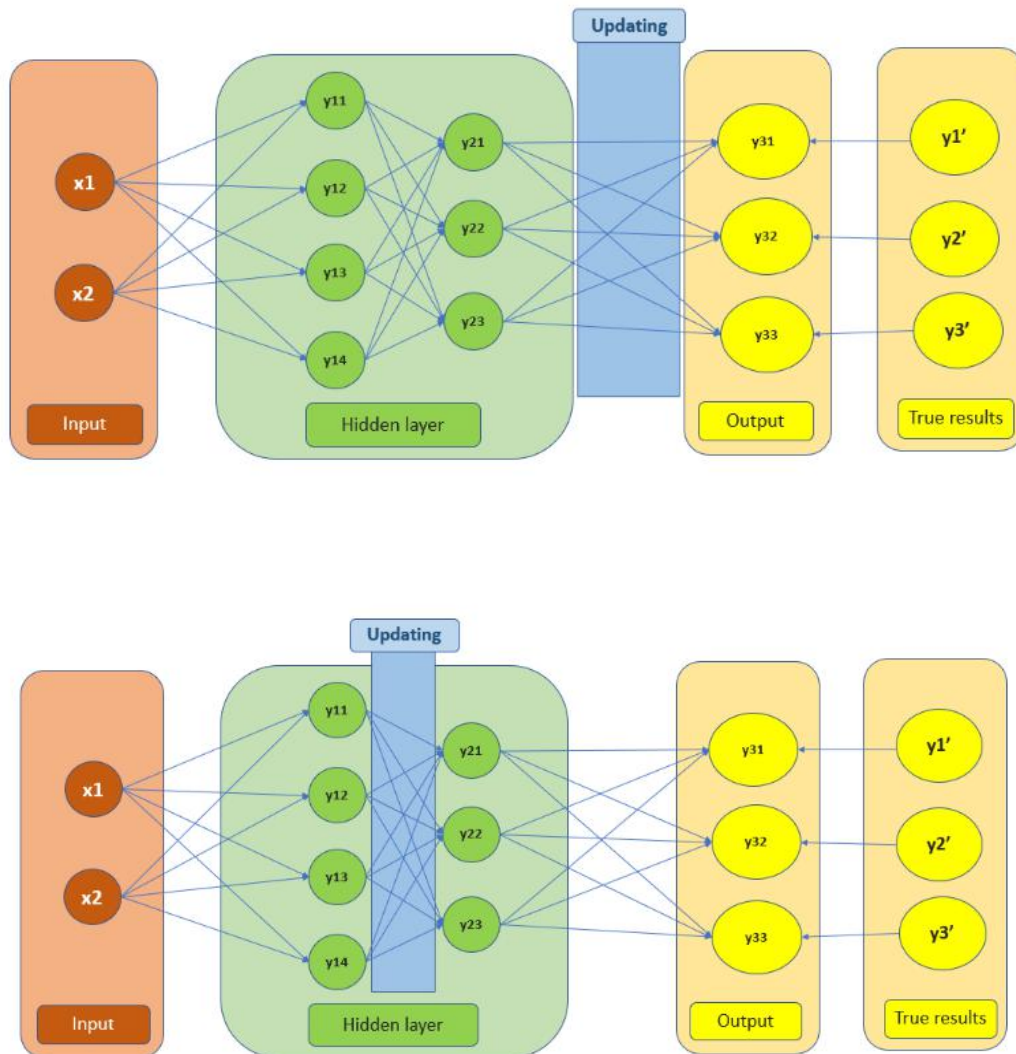 Updating
x1
x2
Input
y11
y12
y13
y14
y21
y22
y23
Hidden layer
y31
y32
y33
Output
y1’
y2’
y3’
True results
Updating
x1
x2
Input
y11
y12
y13
y14
y21
y22
y23
Hidden layer
y31
y32
y33
Output
y1’
y2’
y3’
True results